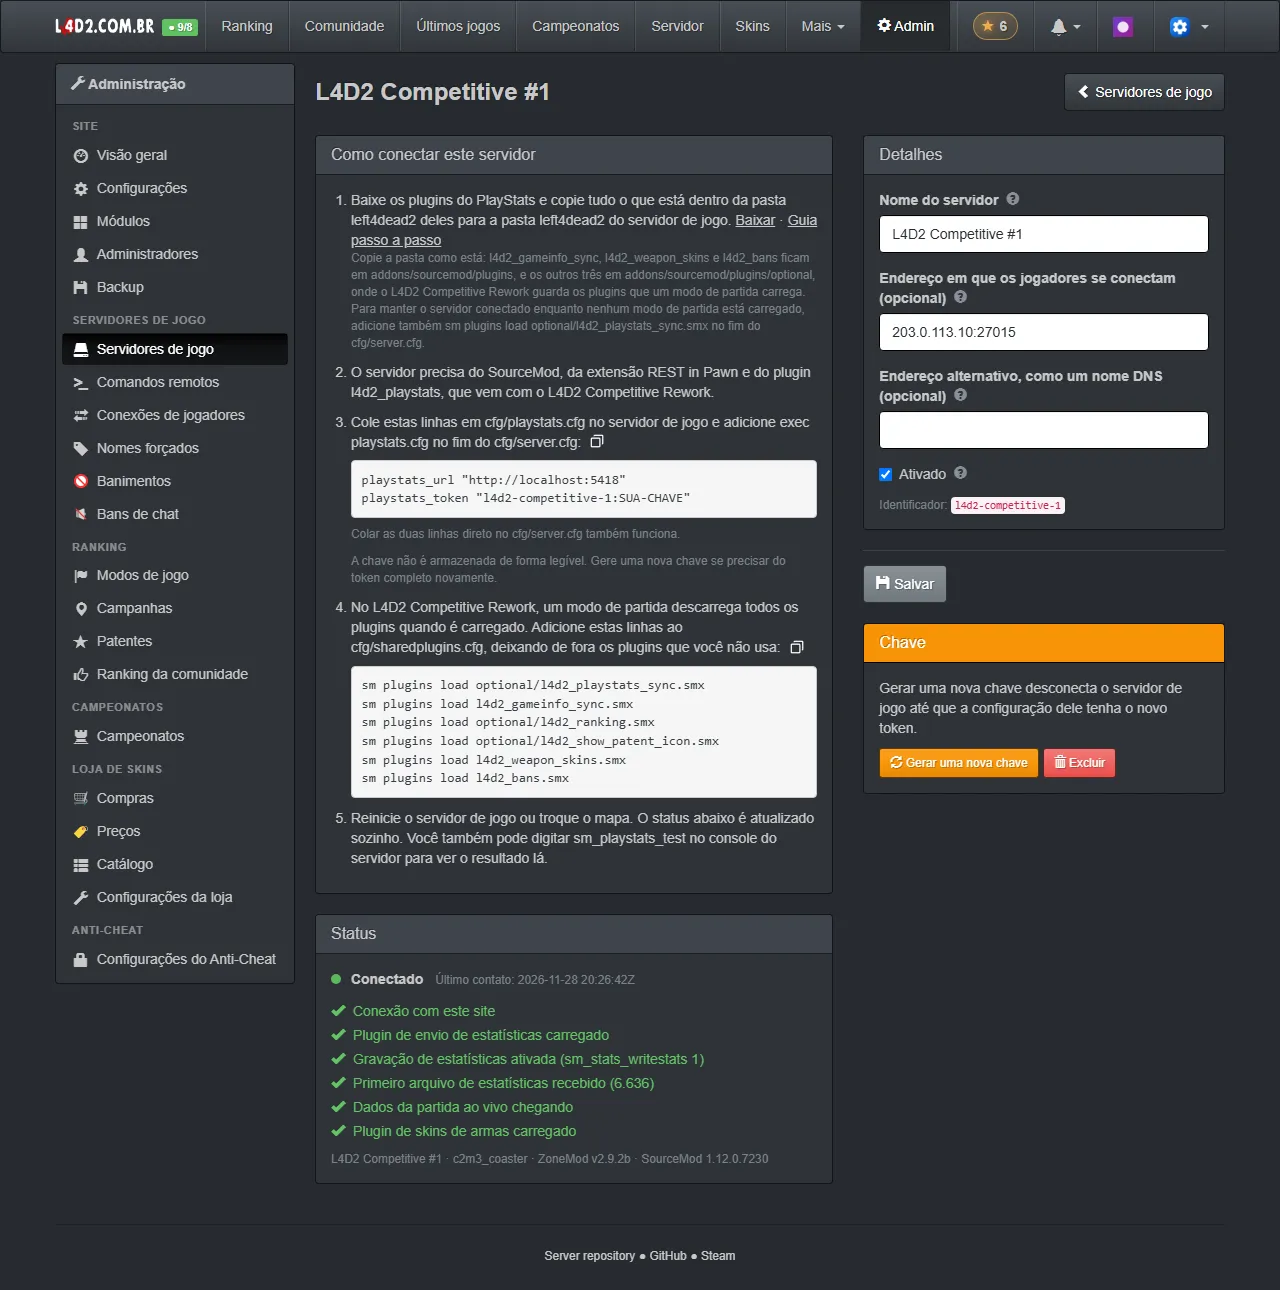 L4D2.COM.BR
● 9/8
Ranking
Comunidade
Últimos jogos
Campeonatos
Servidor
Skins
Mais
Admin
6
Administração
SITE
Visão geral
Configurações
Módulos
Administradores
Backup
SERVIDORES DE JOGO
Servidores de jogo
Comandos remotos
Conexões de jogadores
Nomes forçados
Banimentos
Bans de chat
RANKING
Modos de jogo
Campanhas
Patentes
Ranking da comunidade
CAMPEONATOS
Campeonatos
LOJA DE SKINS
Compras
Preços
Catálogo
Configurações da loja
ANTI-CHEAT
Configurações do Anti-Cheat
L4D2 Competitive #1
Servidores de jogo
Como conectar este servidor
1. Baixe os plugins do PlayStats e copie tudo o que está dentro da pasta
left4dead2 deles para a pasta left4dead2 do servidor de jogo. Baixar · Guia
passo a passo
Copie a pasta como está: l4d2_gameinfo_sync, l4d2_weapon_skins e l4d2_bans ficam
em addons/sourcemod/plugins, e os outros três em addons/sourcemod/plugins/optional,
onde o L4D2 Competitive Rework guarda os plugins que um modo de partida carrega.
Para manter o servidor conectado enquanto nenhum modo de partida está carregado,
adicione também sm plugins load optional/l4d2_playstats_sync.smx no fim do
cfg/server.cfg.
2. O servidor precisa do SourceMod, da extensão REST in Pawn e do plugin
l4d2_playstats, que vem com o L4D2 Competitive Rework.
3. Cole estas linhas em cfg/playstats.cfg no servidor de jogo e adicione exec
playstats.cfg no fim do cfg/server.cfg:
playstats_url "http://localhost:5418"
playstats_token "l4d2-competitive-1:SUA-CHAVE"
Colar as duas linhas direto no cfg/server.cfg também funciona.
A chave não é armazenada de forma legível. Gere uma nova chave se precisar do
token completo novamente.
4. No L4D2 Competitive Rework, um modo de partida descarrega todos os
plugins quando é carregado. Adicione estas linhas ao
cfg/sharedplugins.cfg, deixando de fora os plugins que você não usa:
sm plugins load optional/l4d2_playstats_sync.smx
sm plugins load l4d2_gameinfo_sync.smx
sm plugins load optional/l4d2_ranking.smx
sm plugins load optional/l4d2_show_patent_icon.smx
sm plugins load l4d2_weapon_skins.smx
sm plugins load l4d2_bans.smx
5. Reinicie o servidor de jogo ou troque o mapa. O status abaixo é atualizado
sozinho. Você também pode digitar sm_playstats_test no console do
servidor para ver o resultado lá.
Status
Conectado Último contato: 2026-11-28 20:26:42Z
Conexão com este site
Plugin de envio de estatísticas carregado
Gravação de estatísticas ativada (sm_stats_writestats 1)
Primeiro arquivo de estatísticas recebido (6.636)
Dados da partida ao vivo chegando
Plugin de skins de armas carregado
L4D2 Competitive #1 · c2m3_coaster · ZoneMod v2.9.2b · SourceMod 1.12.0.7230
Detalhes
Nome do servidor
L4D2 Competitive #1
Endereço em que os jogadores se conectam
(opcional)
203.0.113.10:27015
Endereço alternativo, como um nome DNS
(opcional)
Ativado
Identificador: l4d2-competitive-1
Salvar
Chave
Gerar uma nova chave desconecta o servidor de
jogo até que a configuração dele tenha o novo
token.
Gerar uma nova chave
Excluir
Server repository ● GitHub ● Steam